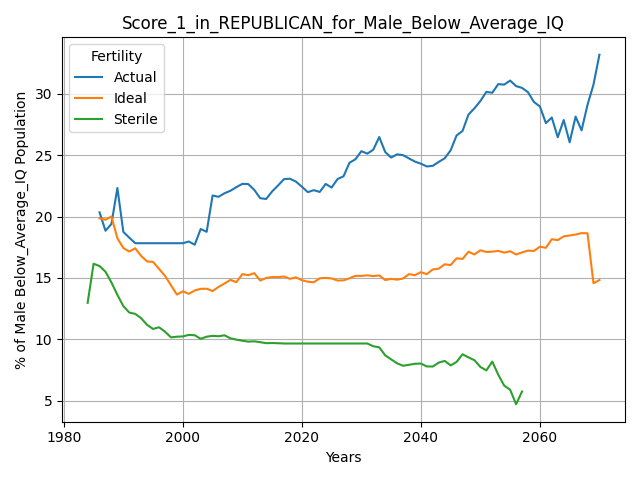 Score_1_in_REPUBLICAN_for_Male_Below_Average_IQ
Fertility
Actual
Ideal
Sterile
% of Male Below_Average_IQ Population
30
25
20
15
10
5
1980
2000
2020
2040
2060
Years